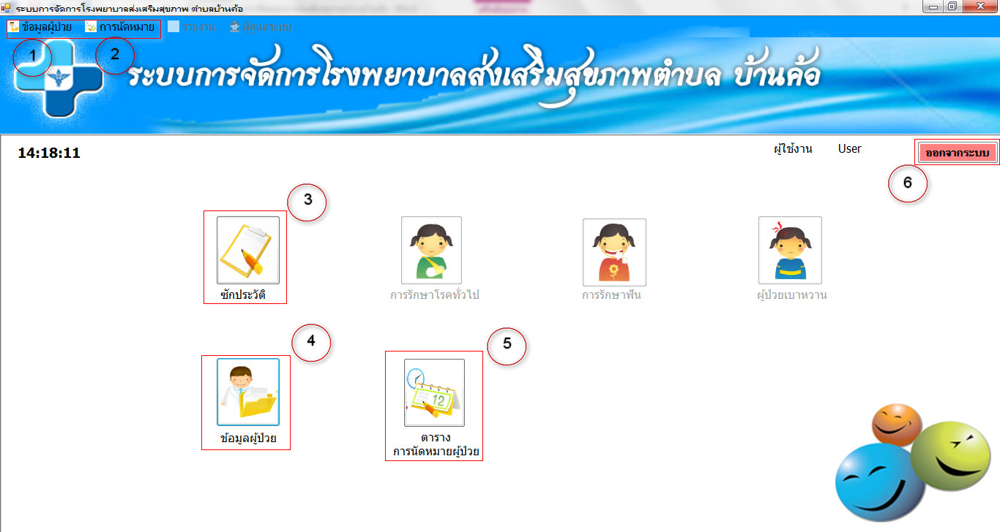 ระบบการจัดการโรงพยาบาลส่งเสริมสุขภาพ ตำบลบ้านค้อ
ข้อมูลผู้ป่วย การนัดหมาย รายงาน ผู้ดูแลระบบ
1 2
ระบบการจัดการโรงพยาบาลส่งเสริมสุขภาพตำบล บ้านค้อ
14:18:11 ผู้ใช้งาน User ออกจากระบบ
6
3
ซักประวัติ การรักษาโรคทั่วไป การรักษาฟัน ผู้ป่วยเบาหวาน
4 5
12
ข้อมูลผู้ป่วย ตาราง
การนัดหมายผู้ป่วย